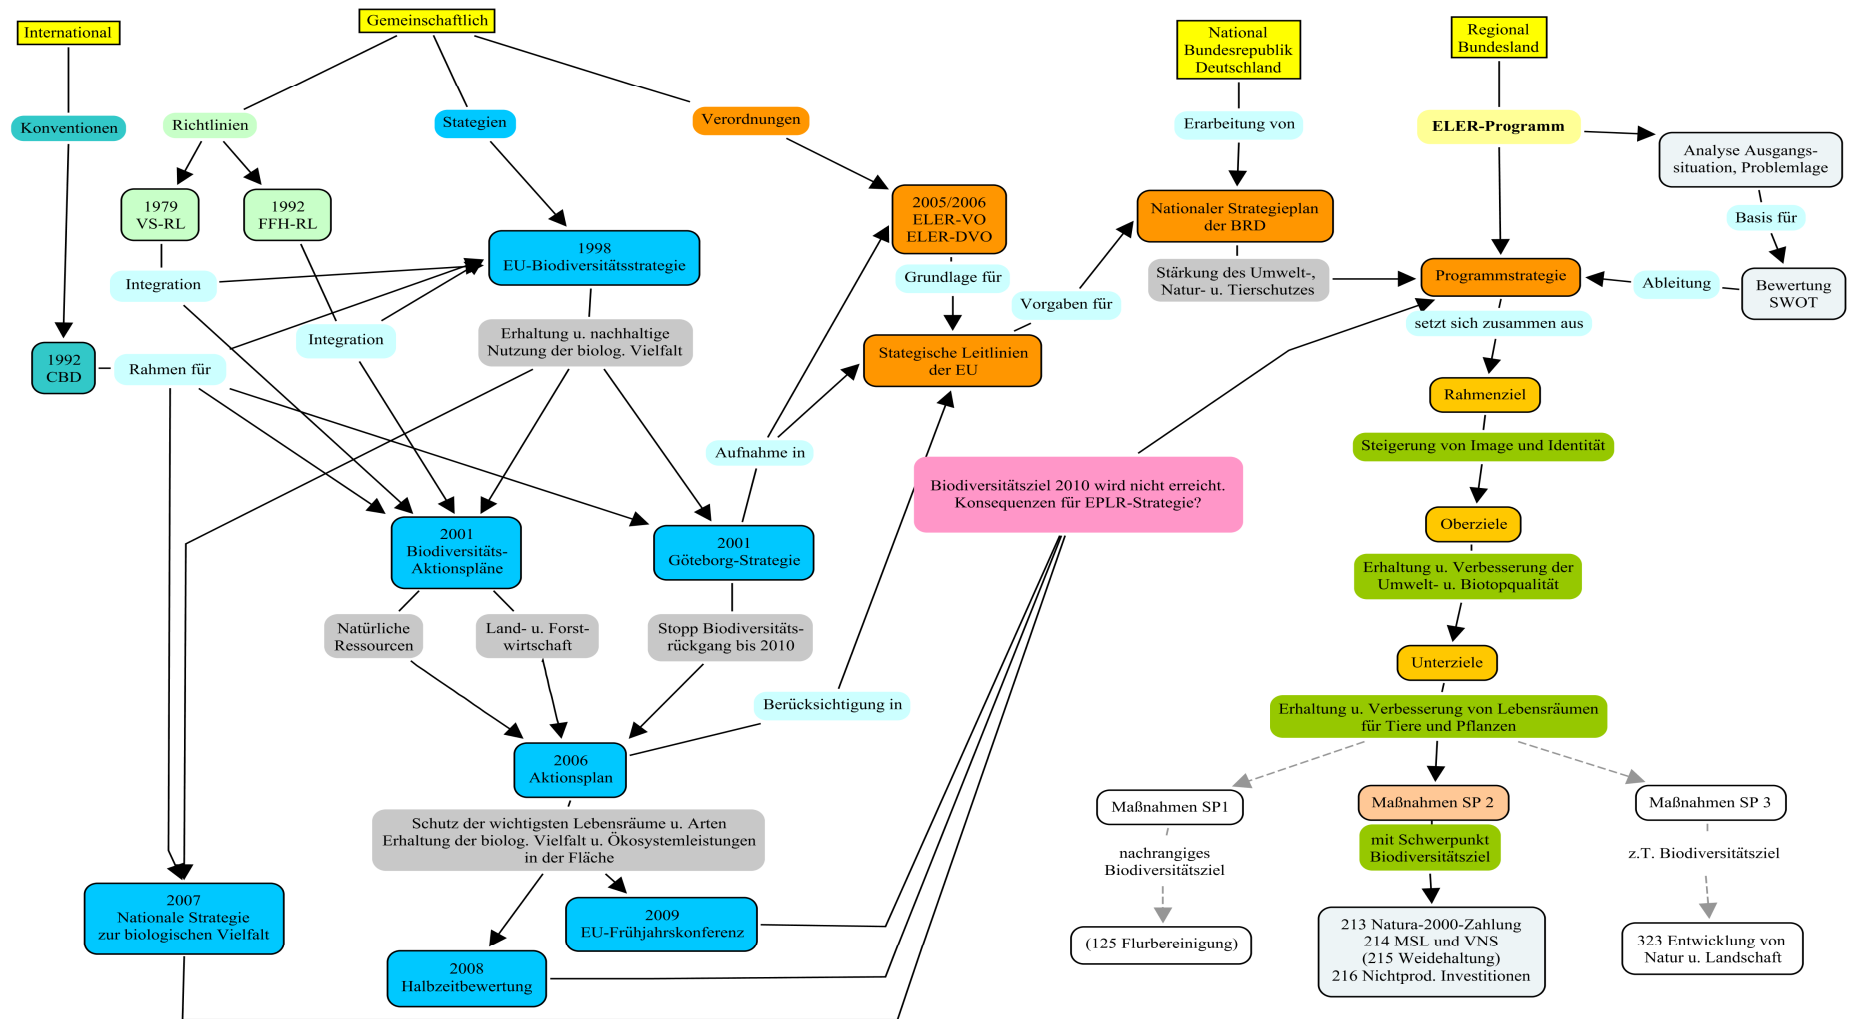 International
Gemeinschaftlich
National
Bundesrepublik
Deutschland
Regional
Bundesland
Konventionen
Richtlinien
Stategien
Verordnungen
Erarbeitung von
ELER-Programm
Analyse Ausgangs-
situation, Problemlage
1979
VS-RL
1992
FFH-RL
2005/2006
ELER-VO
ELER-DVO
Nationaler Strategieplan
der BRD
Basis für
1998
EU-Biodiversitätsstrategie
Integration
Grundlage für
Stärkung des Umwelt-,
Natur- u. Tierschutzes
Programmstrategie
Ableitung
Bewertung
SWOT
Vorgaben für
setzt sich zusammen aus
Integration
Erhaltung u. nachhaltige
Nutzung der biolog. Vielfalt
Stategische Leitlinien
der EU
1992
CBD
Rahmen für
Rahmenziel
Aufnahme in
Steigerung von Image und Identität
Biodiversitätsziel 2010 wird nicht erreicht.
Konsequenzen für EPLR-Strategie?
Oberziele
2001
Biodiversitäts-
Aktionspläne
2001
Göteborg-Strategie
Erhaltung u. Verbesserung der
Umwelt- u. Biotopqualität
Natürliche
Ressourcen
Land- u. Forst-
wirtschaft
Stopp Biodiversitäts-
rückgang bis 2010
Unterziele
Berücksichtigung in
Erhaltung u. Verbesserung von Lebensräumen
für Tiere und Pflanzen
2006
Aktionsplan
Maßnahmen SP1
Maßnahmen SP 2
Maßnahmen SP 3
Schutz der wichtigsten Lebensräume u. Arten
Erhaltung der biolog. Vielfalt u. Ökosystemleistungen
in der Fläche
nachrangiges
Biodiversitätsziel
mit Schwerpunkt
Biodiversitätsziel
z.T. Biodiversitätsziel
2007
Nationale Strategie
zur biologischen Vielfalt
2009
EU-Frühjahrskonferenz
2008
Halbzeitbewertung
(125 Flurbereinigung)
213 Natura-2000-Zahlung
214 MSL und VNS
(215 Weidehaltung)
216 Nichtprod. Investitionen
323 Entwicklung von
Natur u. Landschaft